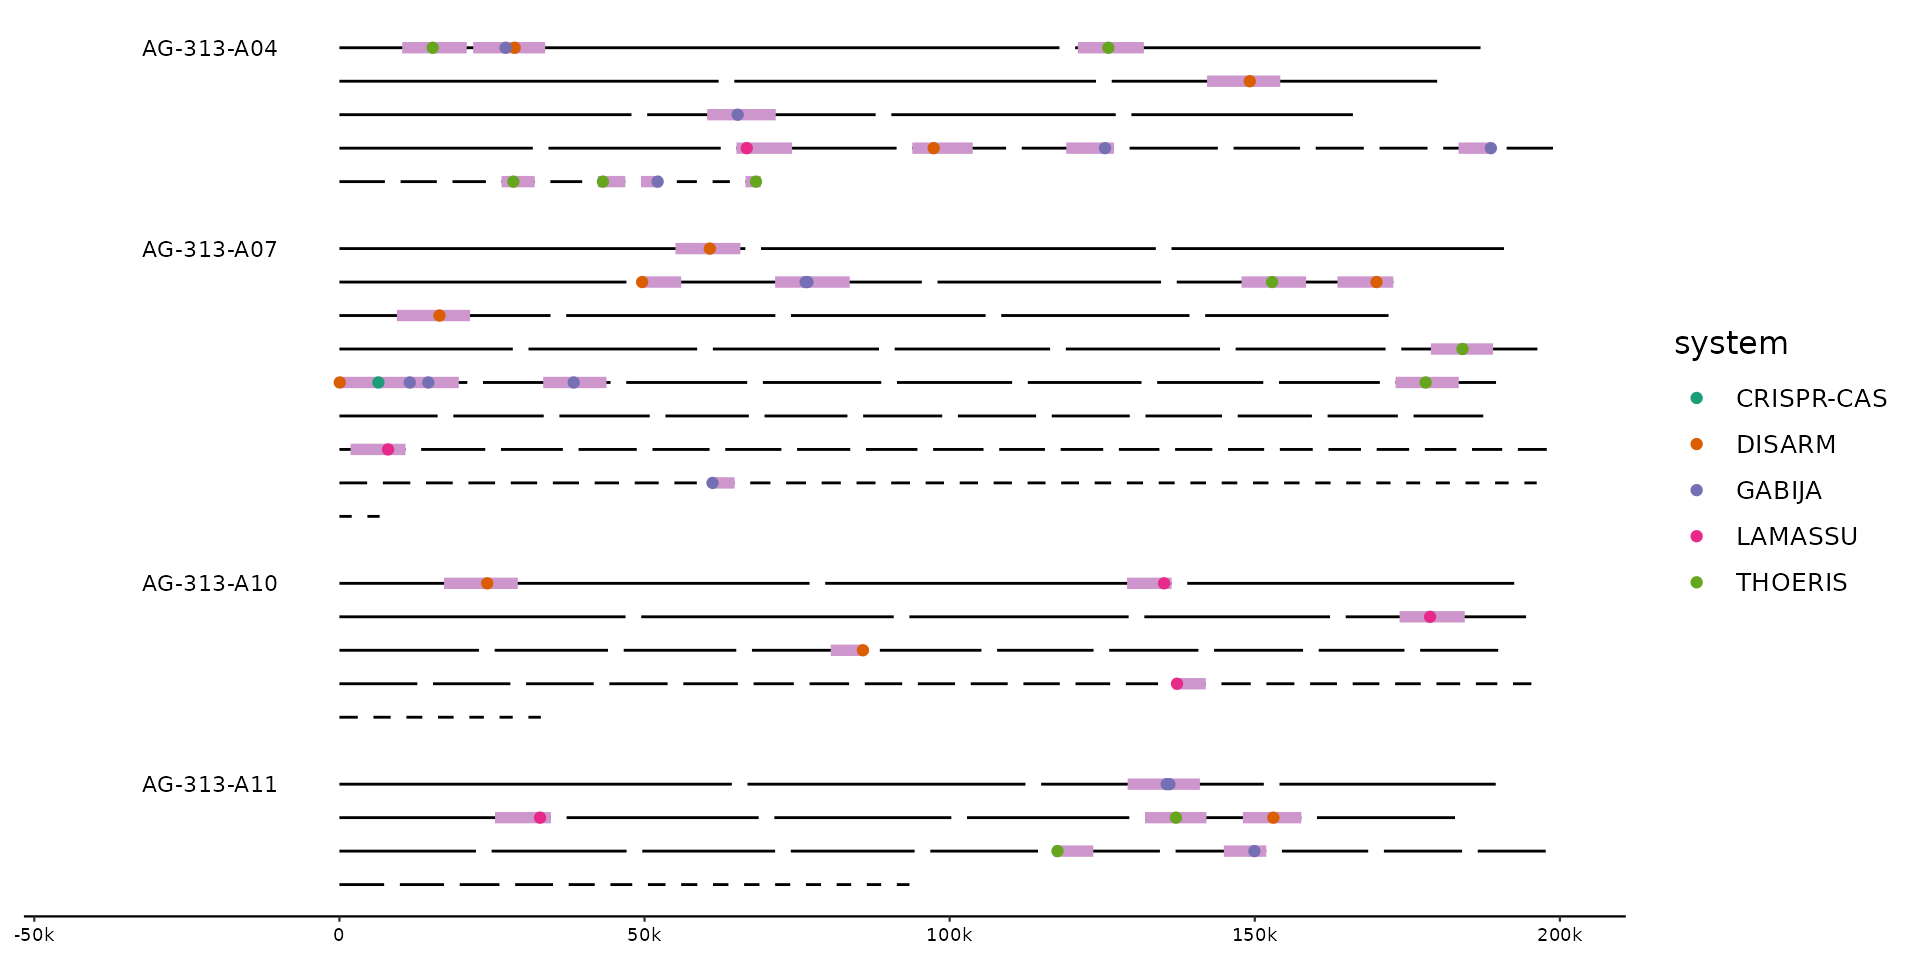 AG-313-A04
AG-313-A07
AG-313-A10
AG-313-A11
system
CRISPR-CAS
DISARM
GABIJA
LAMASSU
THOERIS
-50k 0 50k 100k 150k 200k